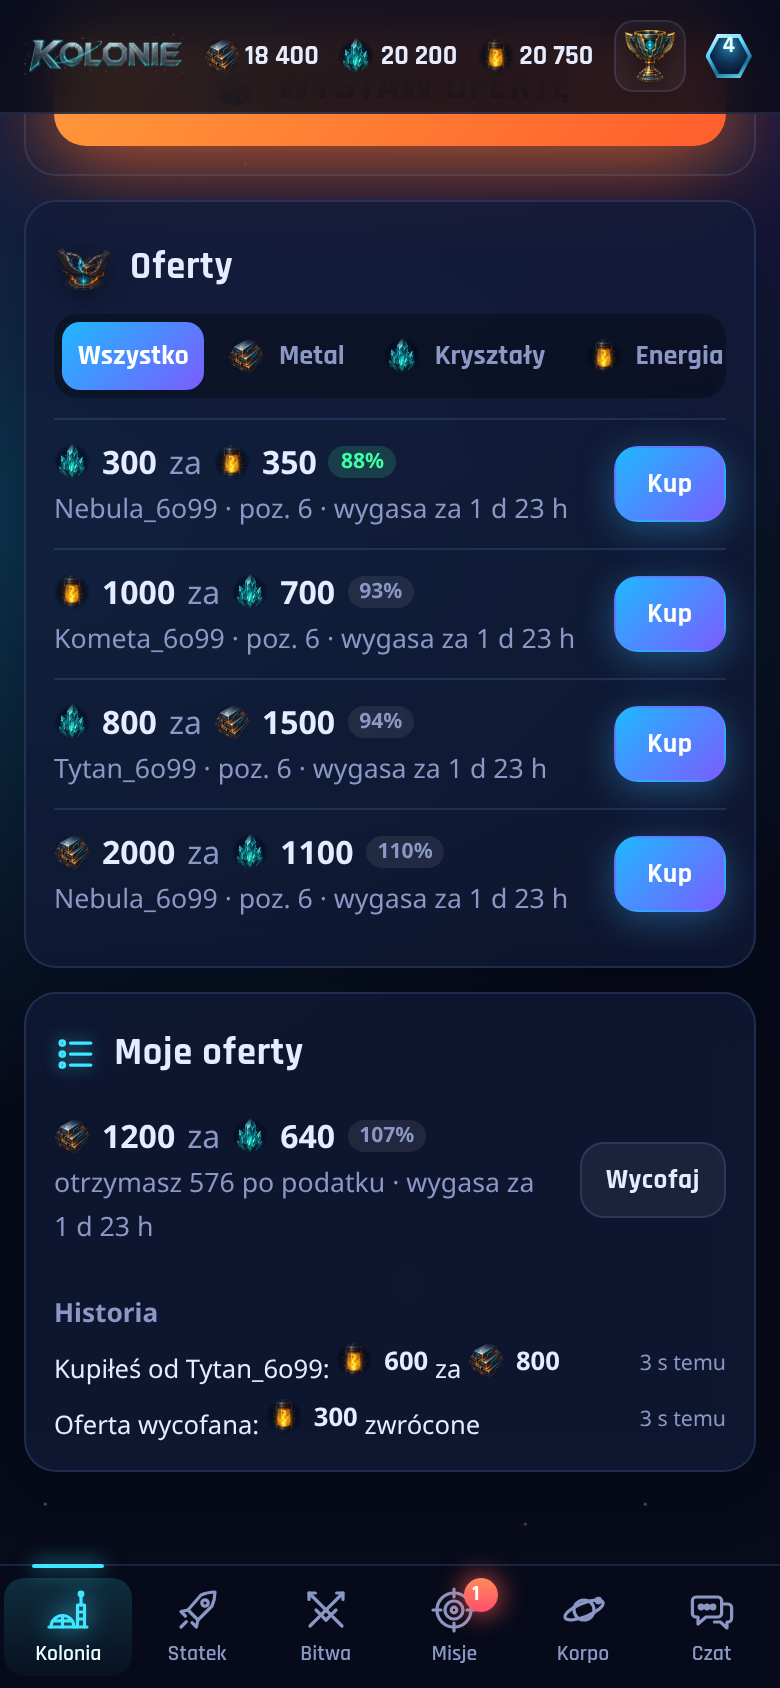 KOLONIE 18 400 20 200 20 750 4
WYSTAW OFERTĘ
Oferty
Wszystko Metal Kryształy Energia
300 za 350 88%
Nebula_6o99 · poz. 6 · wygasa za 1 d 23 h
Kup
1000 za 700 93%
Kometa_6o99 · poz. 6 · wygasa za 1 d 23 h
Kup
800 za 1500 94%
Tytan_6o99 · poz. 6 · wygasa za 1 d 23 h
Kup
2000 za 1100 110%
Nebula_6o99 · poz. 6 · wygasa za 1 d 23 h
Kup
Moje oferty
1200 za 640 107%
otrzymasz 576 po podatku · wygasa za
1 d 23 h
Wycofaj
Historia
Kupiłeś od Tytan_6o99: 600 za 800 3 s temu
Oferta wycofana: 300 zwrócone 3 s temu
1
Kolonia Statek Bitwa Misje Korpo Czat